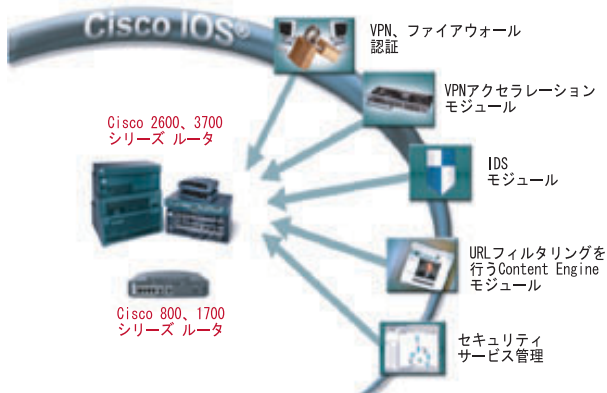 Cisco IOS®
VPN、ファイアウォール
認証
VPNアクセラレーション
モジュール
Cisco 2600、3700
シリーズ ルータ
IDS
モジュール
URLフィルタリングを
行うContent Engine
モジュール
Cisco 800、1700
シリーズ ルータ
セキュリティ
サービス管理